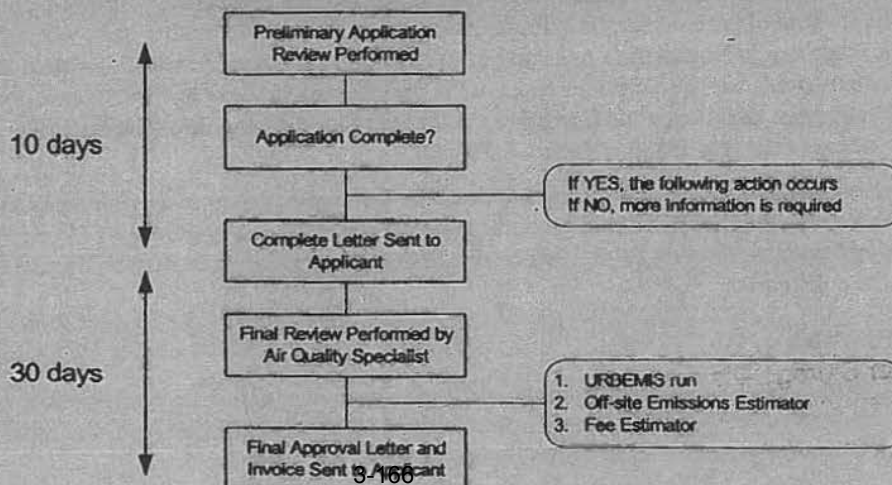 Preliminary Application
Review Performed
10 days
Application Complete?
If YES, the following action occurs
If NO, more information is required
Complete Letter Sent to
Applicant
Final Review Performed by
Air Quality Specialist
30 days
1. URBEMIS run
2. Off-site Emissions Estimator
3. Fee Estimator
Final Approval Letter and
Invoice Sent to Applicant
3-166